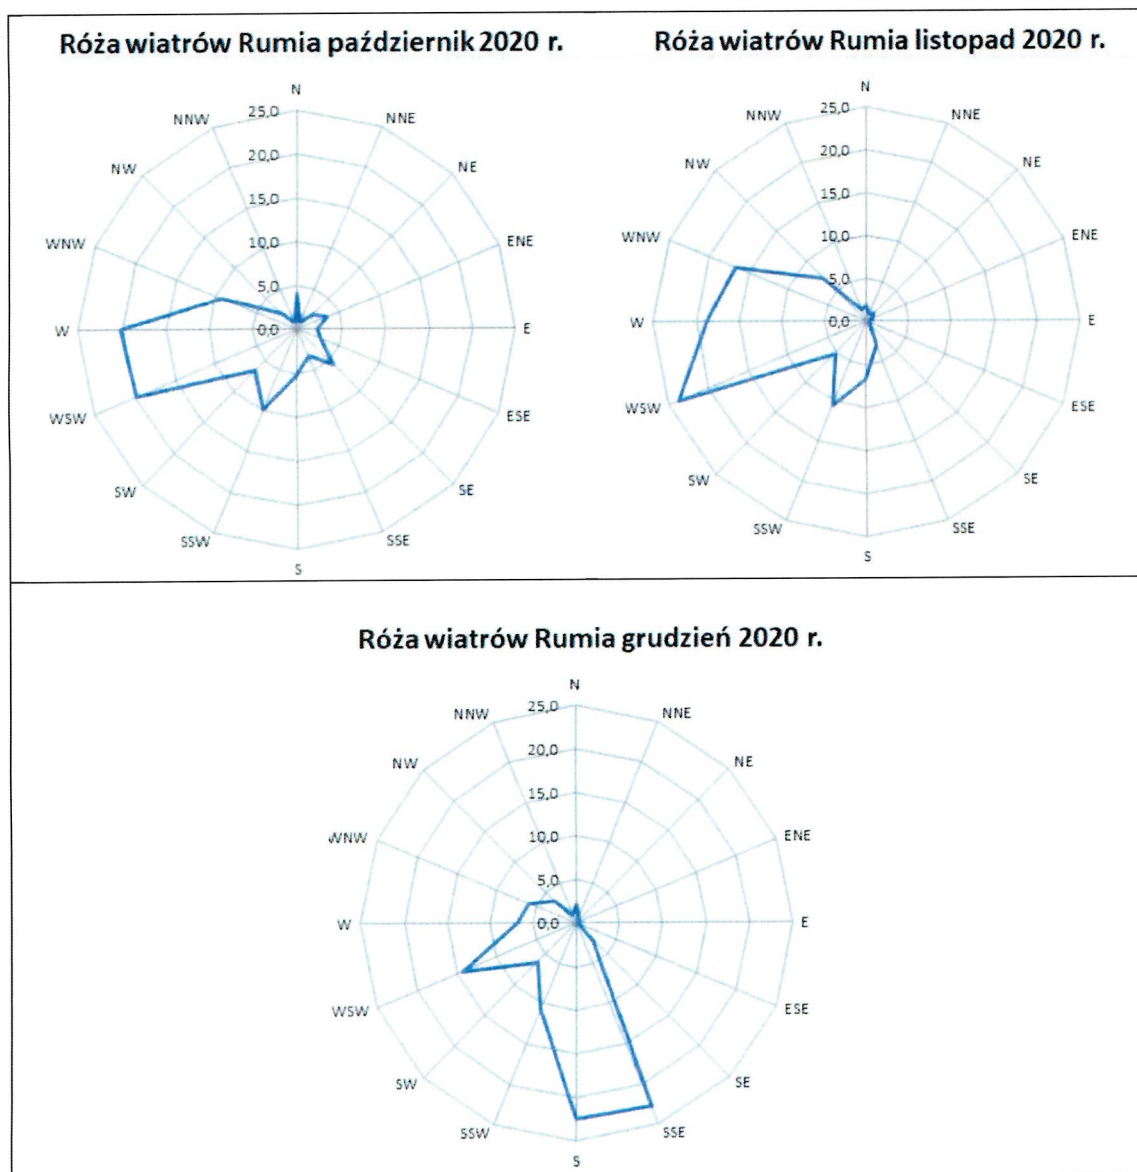 Róża wiatrów Rumia październik 2020 r.
N
NNE
NE
ENE
E
ESE
SE
SSE
S
SSW
SW
WSW
W
WNW
NW
NNW
25,0
20,0
15,0
10,0
5,0
0,0
Róża wiatrów Rumia listopad 2020 r.
N
NNE
NE
ENE
E
ESE
SE
SSE
S
SSW
SW
WSW
W
WNW
NW
NNW
25,0
20,0
15,0
10,0
5,0
0,0
Róża wiatrów Rumia grudzień 2020 r.
N
NNE
NE
ENE
E
ESE
SE
SSE
S
SSW
SW
WSW
W
WNW
NW
NNW
25,0
20,0
15,0
10,0
5,0
0,0